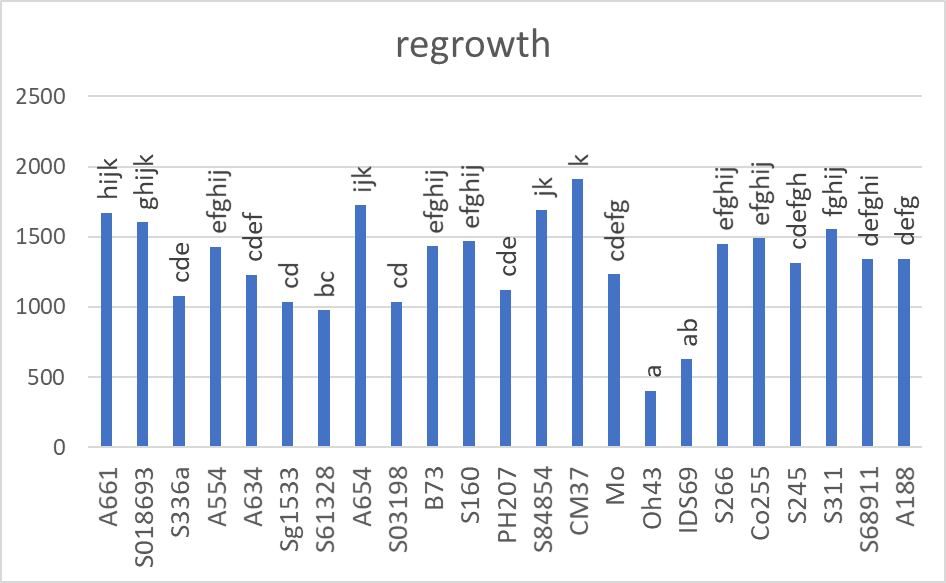 regrowth
2500
2000
1500
1000
500
0
hijk
ghijk
cde
efghij
cdef
cd
bc
ijk
cd
efghij
efghij
cde
jk
k
cdefg
a
ab
efghij
efghij
cdefgh
fghij
defghi
defg
A661
S018693
S336a
A554
A634
Sg1533
S61328
A654
S03198
B73
S160
PH207
S84854
CM37
Mo
Oh43
IDS69
S266
Co255
S245
S311
S68911
A188